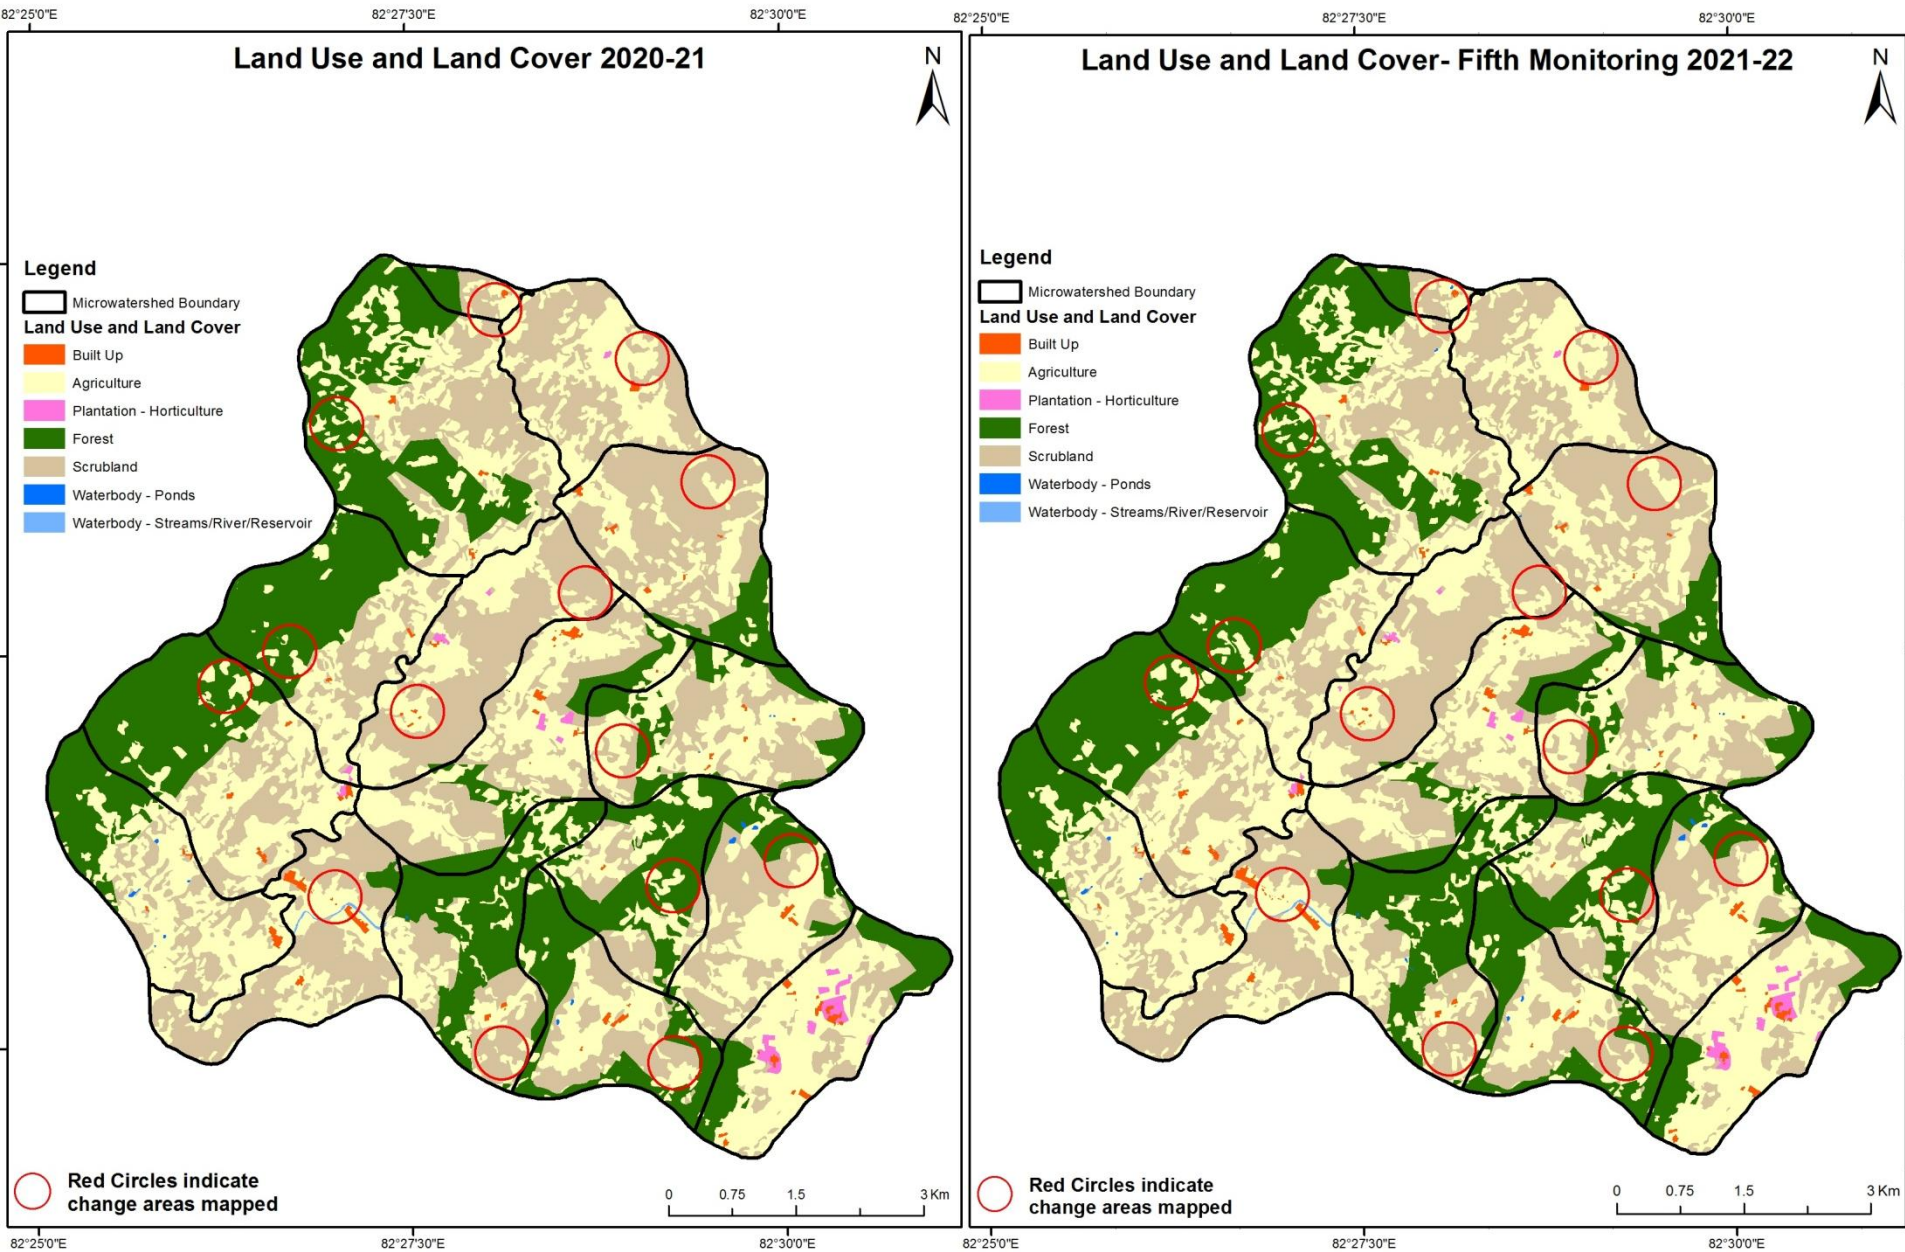 82°25'0"E 82°27'30"E 82°30'0"E
Land Use and Land Cover 2020-21
N
Legend
Microwatershed Boundary
Land Use and Land Cover
Built Up
Agriculture
Plantation - Horticulture
Forest
Scrubland
Waterbody - Ponds
Waterbody - Streams/River/Reservoir
Red Circles indicate
change areas mapped
0 0.75 1.5 3 Km
82°25'0"E 82°27'30"E 82°30'0"E
82°25'0"E 82°27'30"E 82°30'0"E
Land Use and Land Cover- Fifth Monitoring 2021-22
N
Legend
Microwatershed Boundary
Land Use and Land Cover
Built Up
Agriculture
Plantation - Horticulture
Forest
Scrubland
Waterbody - Ponds
Waterbody - Streams/River/Reservoir
Red Circles indicate
change areas mapped
0 0.75 1.5 3 Km
82°25'0"E 82°27'30"E 82°30'0"E